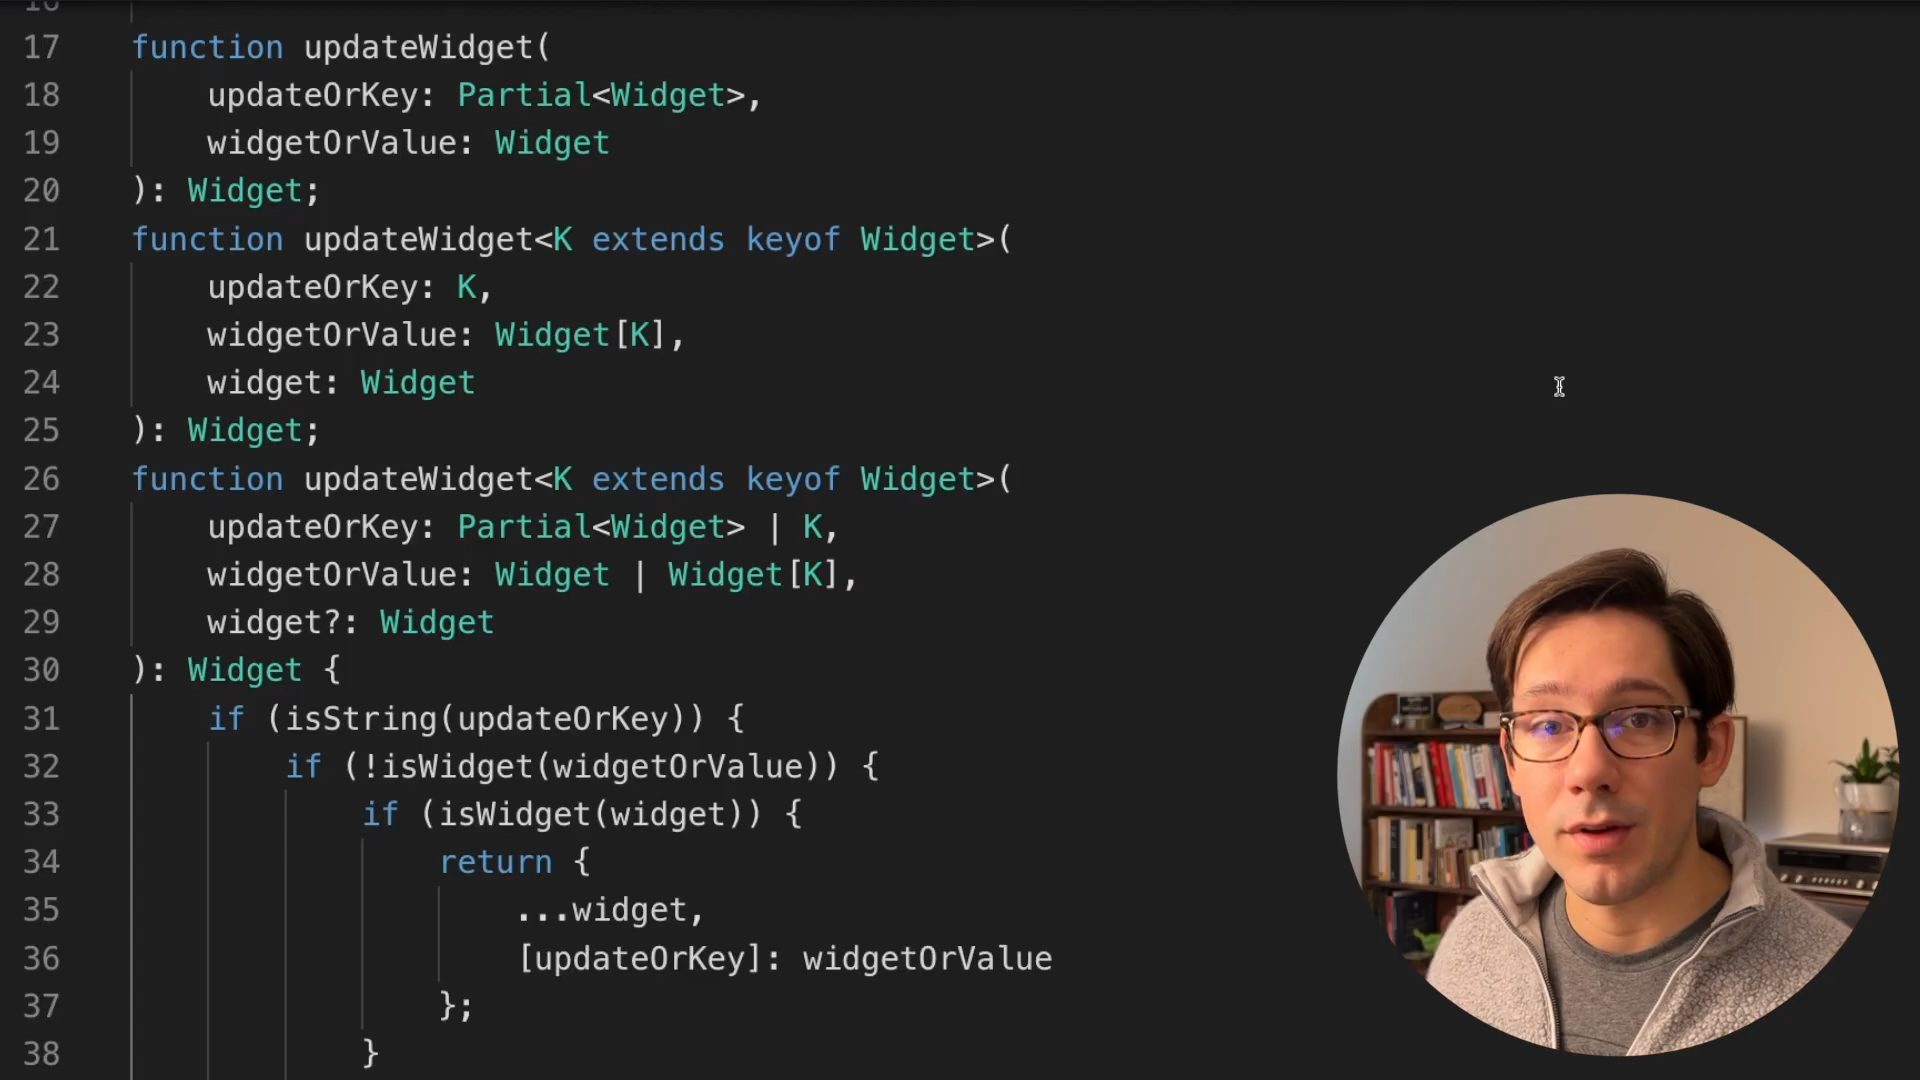 16
17 function updateWidget(
18 updateOrKey: Partial<Widget>,
19 widgetOrValue: Widget
20 ): Widget;
21 function updateWidget<K extends keyof Widget>(
22 updateOrKey: K,
23 widgetOrValue: Widget[K],
24 widget: Widget
25 ): Widget;
26 function updateWidget<K extends keyof Widget>(
27 updateOrKey: Partial<Widget> | K,
28 widgetOrValue: Widget | Widget[K],
29 widget?: Widget
30 ): Widget {
31 if (isString(updateOrKey)) {
32 if (!isWidget(widgetOrValue)) {
33 if (isWidget(widget)) {
34 return {
35 ...widget,
36 [updateOrKey]: widgetOrValue
37 };
38 }